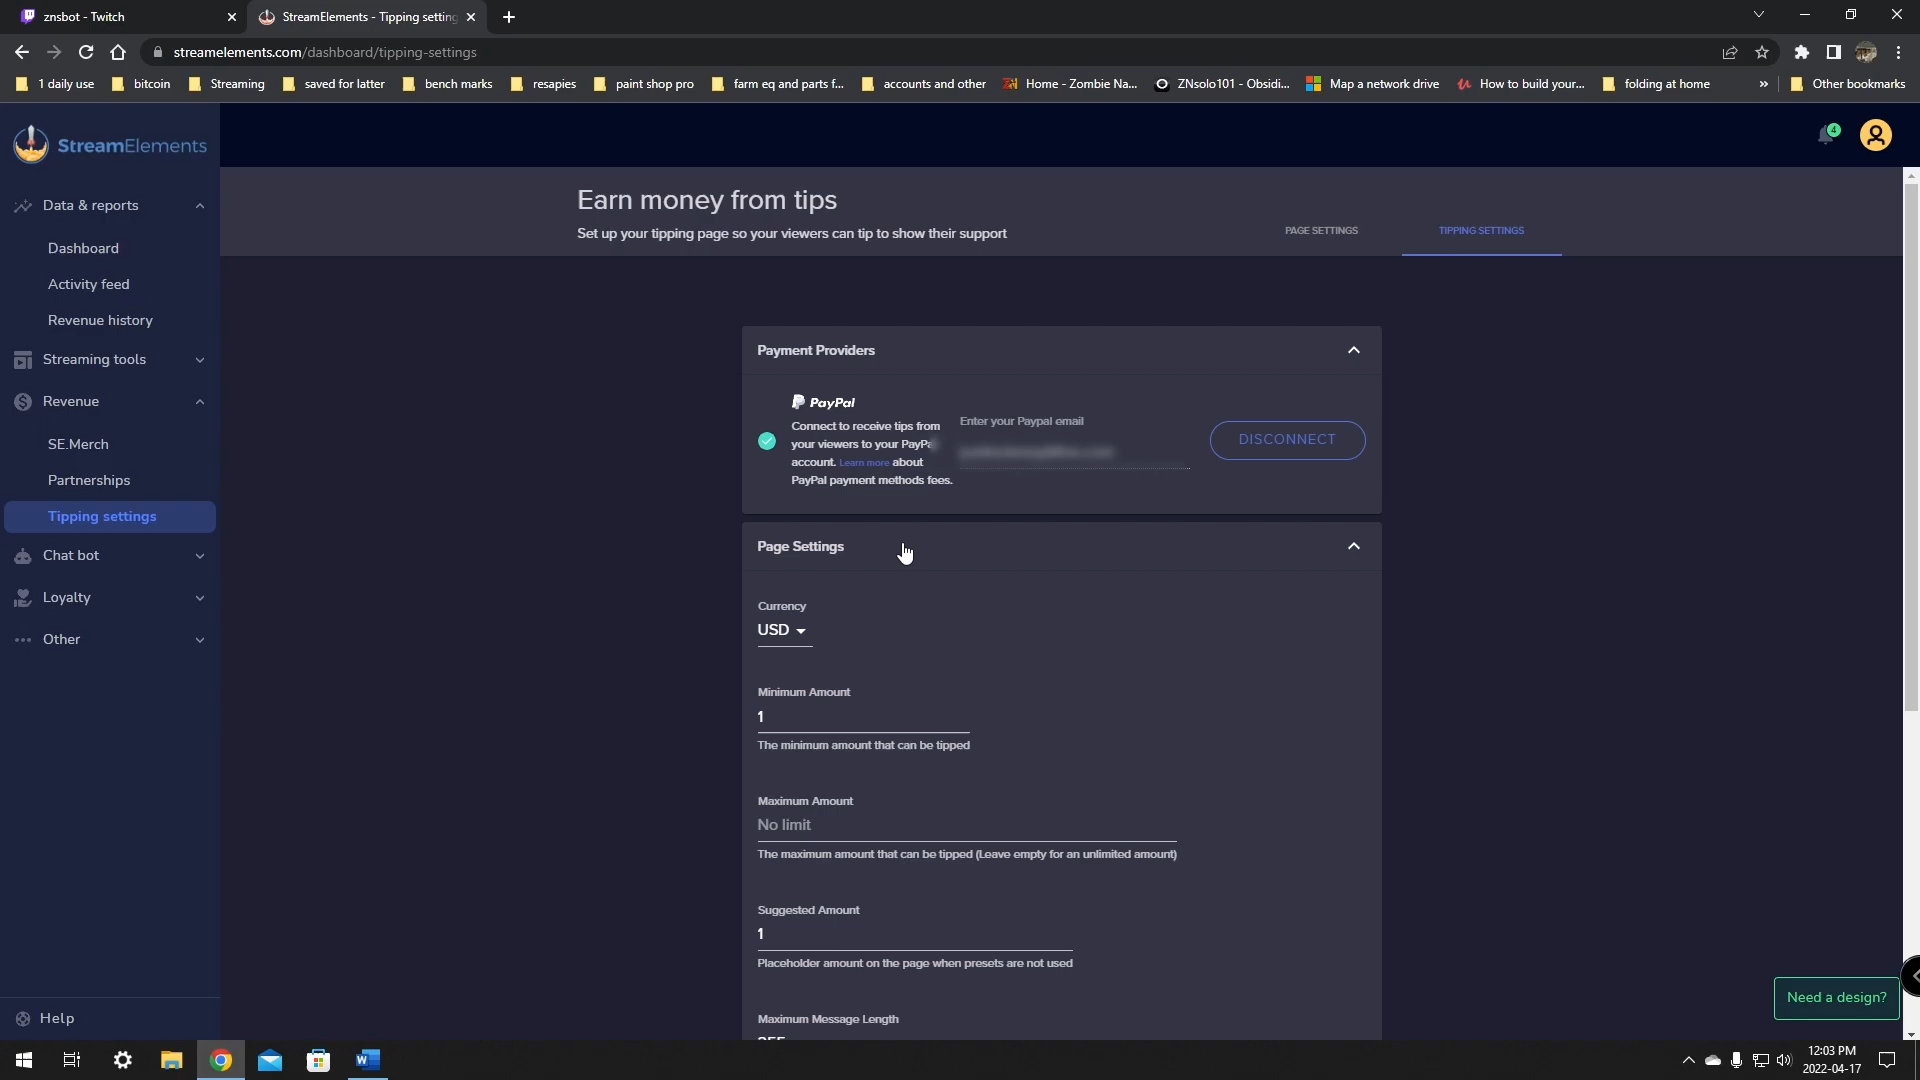 znsbot - Twitch
StreamElements - Tipping setting
streamelements.com/dashboard/tipping-settings
1 daily use
bitcoin
Streaming
saved for latter
bench marks
resapies
paint shop pro
farm eq and parts f...
accounts and other
Home - Zombie Na...
ZNsolo101 - Obsidi...
Map a network drive
How to build your...
folding at home
»
Other bookmarks
StreamElements
4
Data & reports
Dashboard
Activity feed
Revenue history
Streaming tools
Revenue
SE.Merch
Partnerships
Tipping settings
Chat bot
Loyalty
Other
Help
Earn money from tips
Set up your tipping page so your viewers can tip to show their support
PAGE SETTINGS
TIPPING SETTINGS
Payment Providers
PayPal
Connect to receive tips from
your viewers to your PayPa
account. Learn more about
PayPal payment methods fees.
Enter your Paypal email
DISCONNECT
Page Settings
Currency
USD
Minimum Amount
1
The minimum amount that can be tipped
Maximum Amount
No limit
The maximum amount that can be tipped (Leave empty for an unlimited amount)
Suggested Amount
1
Placeholder amount on the page when presets are not used
Maximum Message Length
Need a design?
12:03 PM
2022-04-17